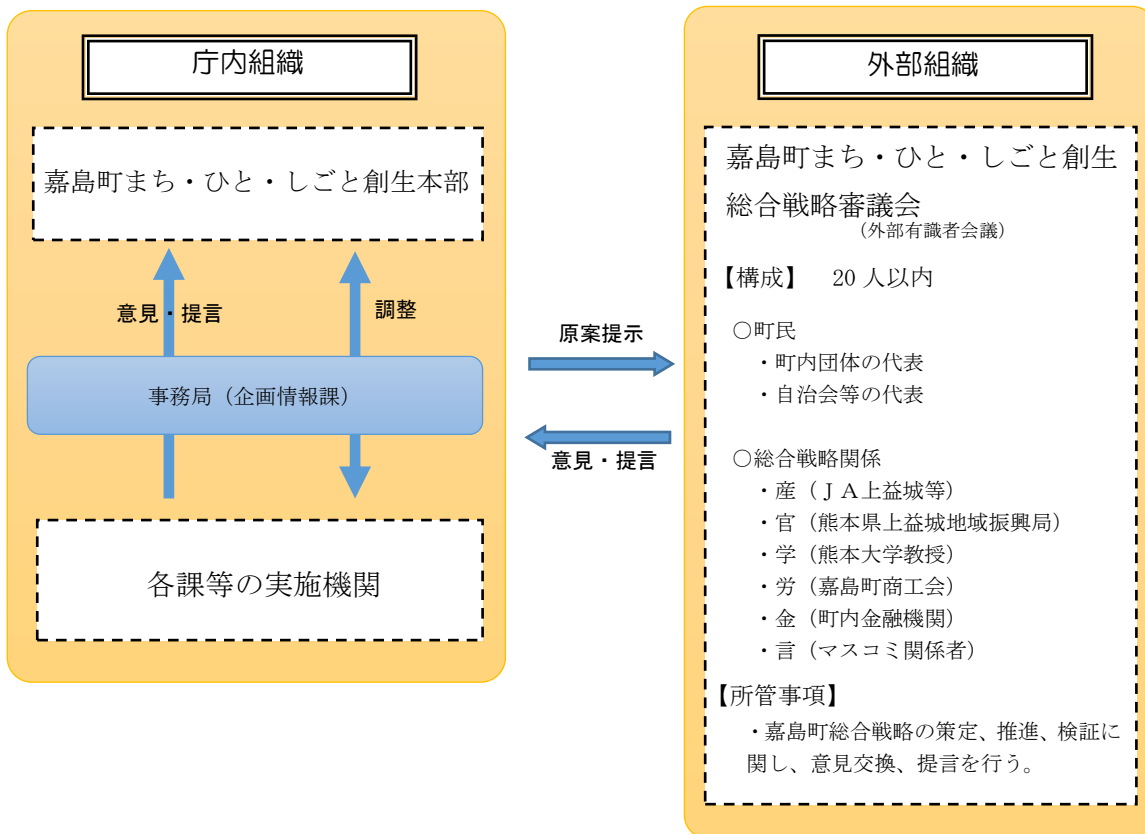 庁内組織
嘉島町まち・ひと・しごと創生本部
意見・提言
調整
事務局(企画情報課)
各課等の実施機関
原案提示
意見・提言
外部組織
嘉島町まち・ひと・しごと創生
総合戦略審議会
(外部有識者会議)
【構成】 20人以内
○町民
・町内団体の代表
・自治会等の代表
○総合戦略関係
・産(JA上益城等)
・官(熊本県上益城地域振興局)
・学(熊本大学教授)
・労(嘉島町商工会)
・金(町内金融機関)
・言(マスコミ関係者)
【所管事項】
・嘉島町総合戦略の策定、推進、検証に
関し、意見交換、提言を行う。